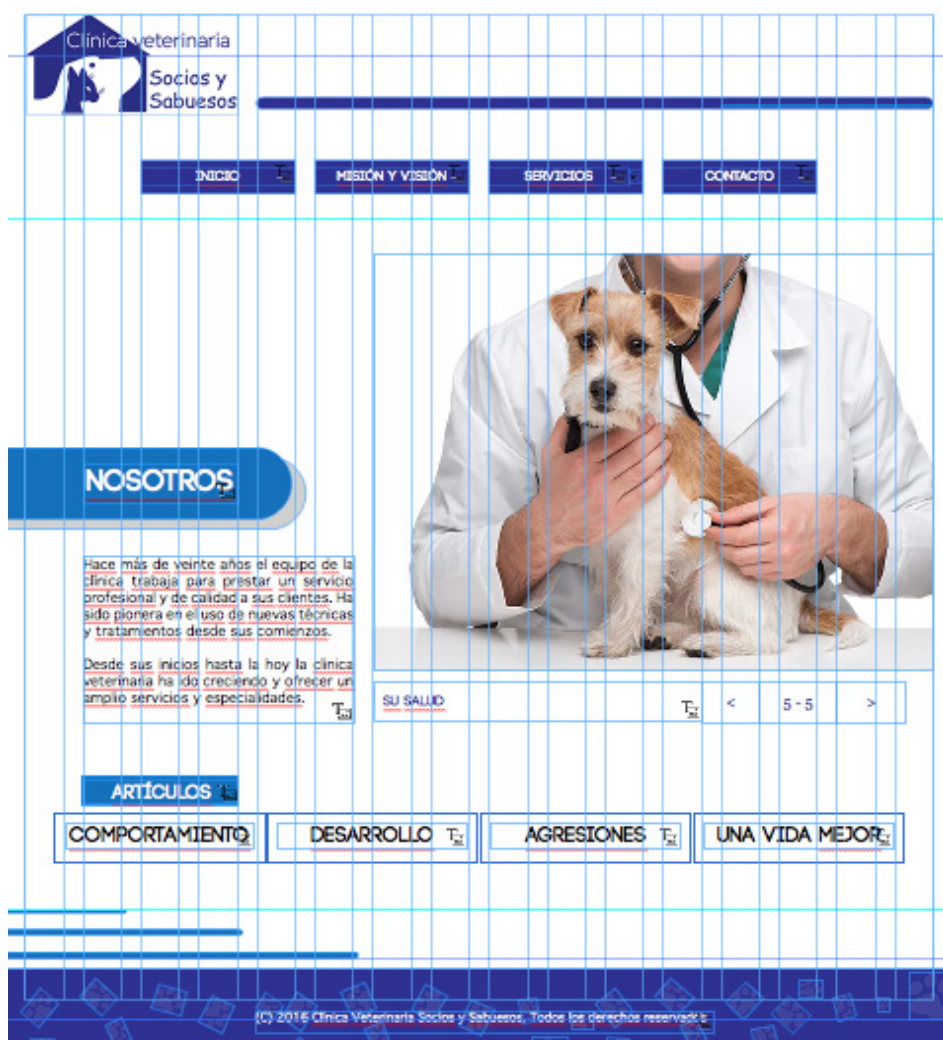 Clínica veterinaria
Socios y
Sabuesos
INICIO
MISIÓN Y VISIÓN
SERVICIOS
CONTACTO
NOSOTROS
Hace más de veinte años el equipo de la
clínica trabaja para prestar un servicio
profesional y de calidad a sus clientes. Ha
sido pionera en el uso de nuevas técnicas
y tratamientos desde sus comienzos.
Desde sus inicios hasta la hoy la clínica
veterinaria ha ido creciendo y ofrecer un
amplio servicios y especialidades.
SU SALUD
< 5 - 5 >
ARTÍCULOS
COMPORTAMIENTO
DESARROLLO
AGRESIONES
UNA VIDA MEJOR
(C) 2016 Clínica Veterinaria Socios y Sabuesos, Todos los derechos reservados